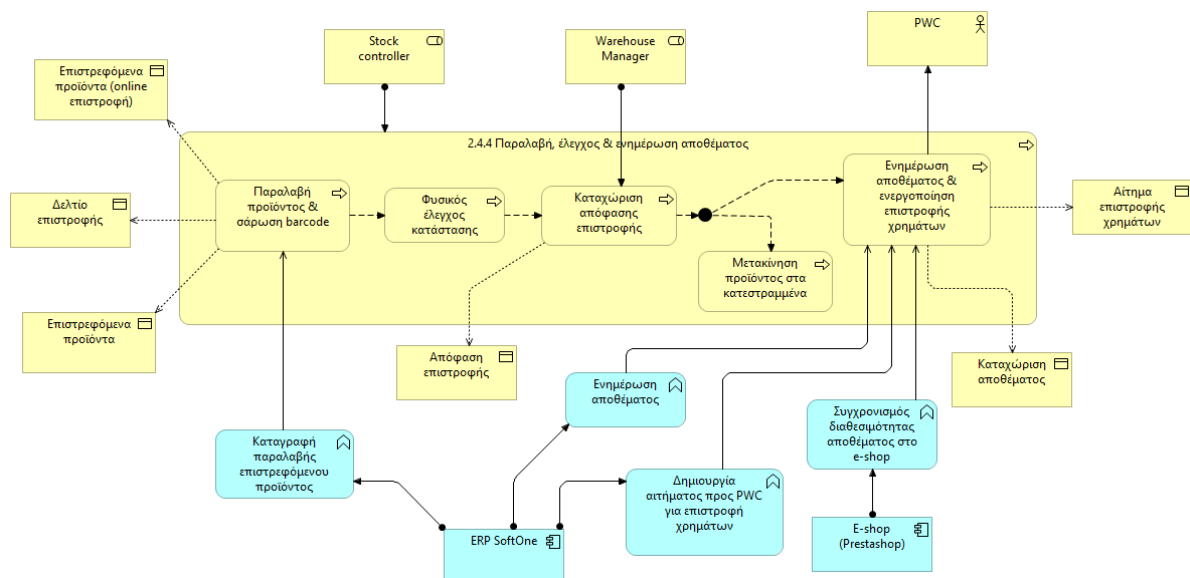 PWC
Stock
controller
Warehouse
Manager
Επιστρεφόμενα
προϊόντα (online
επιστροφή)
2.4.4 Παραλαβή, έλεγχος & ενημέρωση αποθέματος
Παραλαβή
προϊόντος &
σάρωση barcode
Φυσικός
έλεγχος
κατάστασης
Καταχώριση
απόφασης
επιστροφής
Ενημέρωση
αποθέματος &
ενεργοποίηση
επιστροφής
χρημάτων
Δελτίο
επιστροφής
Αίτημα
επιστροφής
χρημάτων
Μετακίνηση
προϊόντος στα
κατεστραμμένα
Επιστρεφόμενα
προϊόντα
Απόφαση
επιστροφής
Καταχώριση
αποθέματος
Ενημέρωση
αποθέματος
Συγχρονισμός
διαθεσιμότητας
αποθέματος στο
e-shop
Καταγραφή
παραλαβής
επιστρεφόμενου
προϊόντος
Δημιουργία
αιτήματος προς PWC
για επιστροφή
χρημάτων
ERP SoftOne
E-shop
(Prestashop)